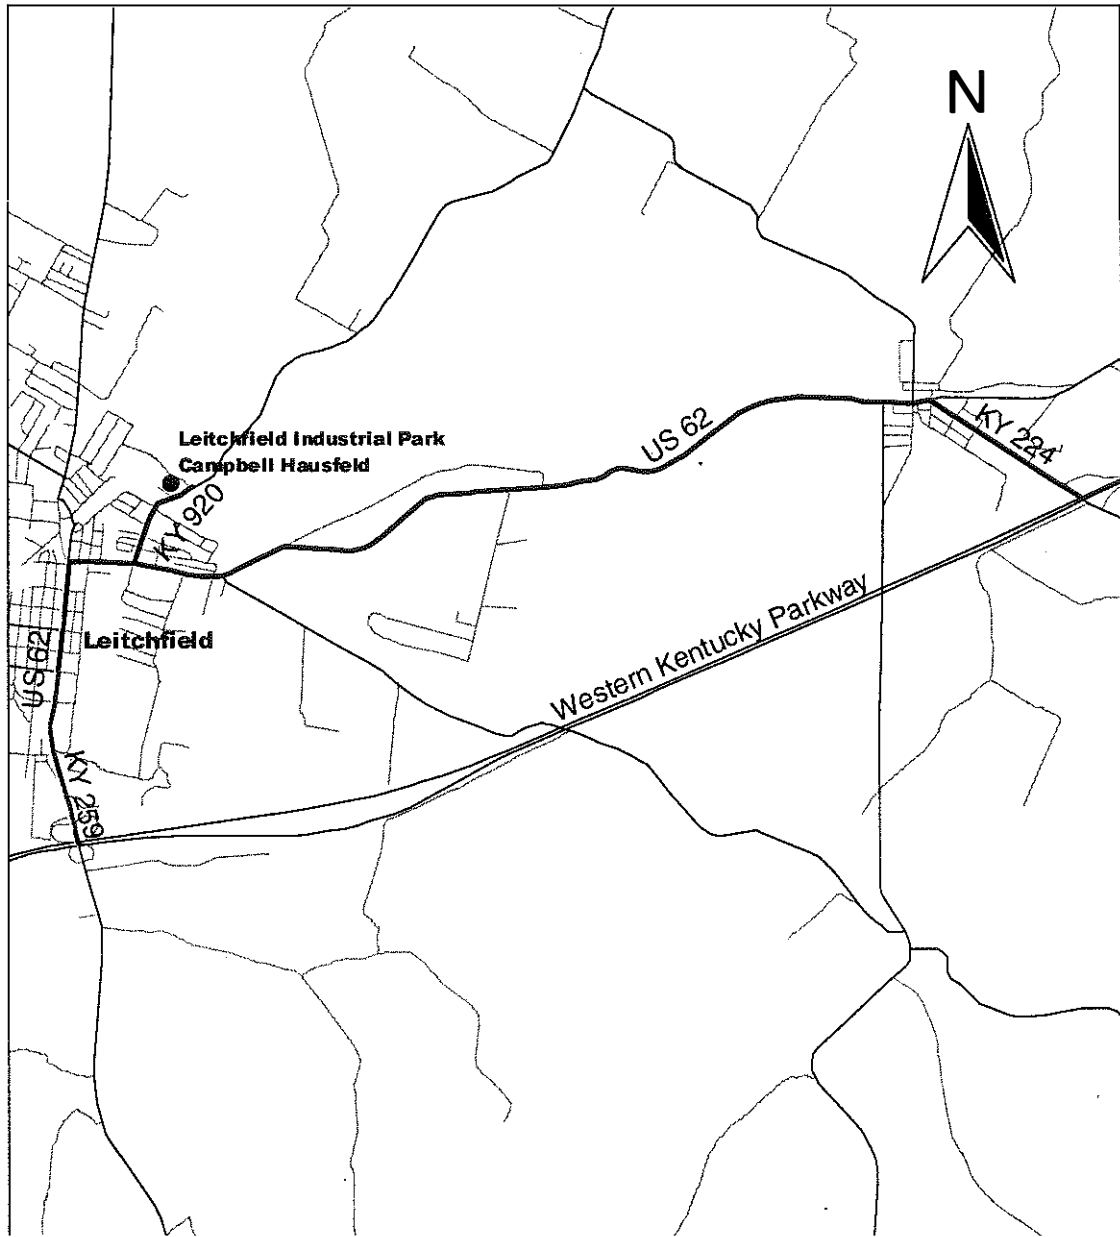 N
US 62
KY 224
Leitchfield Industrial Park
Campbell Hausfeld
KY 920
Western Kentucky Parkway
Leitchfield
US 62
KY 259